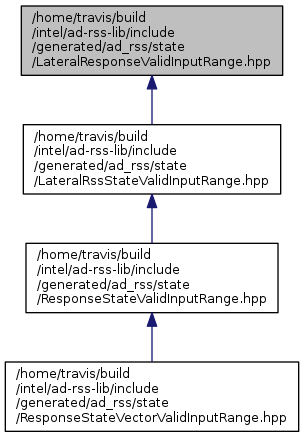 /home/travis/build
/intel/ad-rss-lib/include
/generated/ad_rss/state
/LateralResponseValidInputRange.hpp
/home/travis/build
/intel/ad-rss-lib/include
/generated/ad_rss/state
/LateralRssStateValidInputRange.hpp
/home/travis/build
/intel/ad-rss-lib/include
/generated/ad_rss/state
/ResponseStateValidInputRange.hpp
/home/travis/build
/intel/ad-rss-lib/include
/generated/ad_rss/state
/ResponseStateVectorValidInputRange.hpp